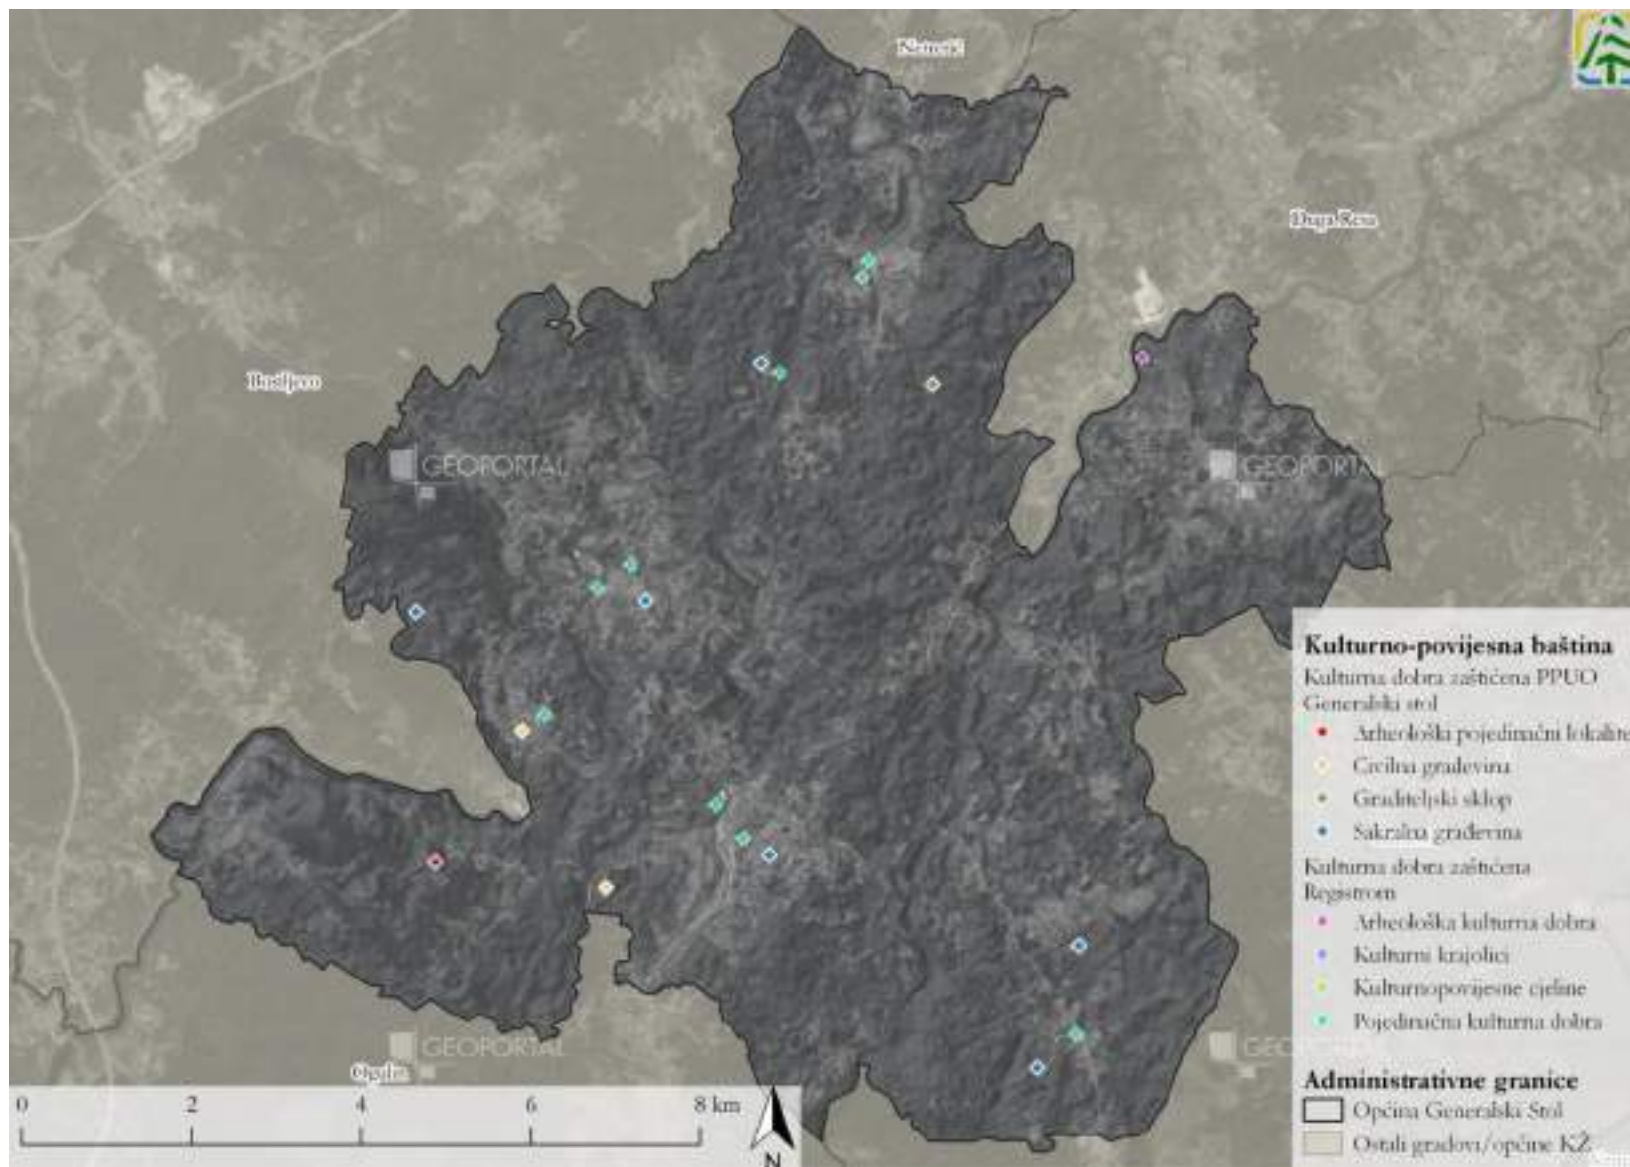 Netretić
Duga Resa
Bosiljevo
GEOPORTAL
GEOPORTAL
Kulturno-povijesna baština
Kulturna dobra zaštićena PPUO
Generalski stol
Arheološki pojedinačni lokalite
Civilna građevina
Graditeljski sklop
Sakralna građevina
Kulturna dobra zaštićena
Registrom
Arheološka kulturna dobra
Kulturni krajolici
Kulturnopovijesne cjeline
Pojedinačna kulturna dobra
GEOPORTAL
GEO
Ogulin
Administrativne granice
0 2 4 6 8 km
Općina Generalski Stol
Ostali gradovi/općine KŽ
N